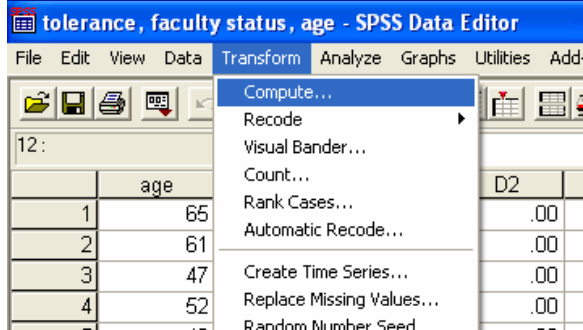 tolerance, faculty status, age - SPSS Data Editor
File Edit View Data Transform Analyze Graphs Utilities Add-
Compute...
Recode
12 :
Visual Bander...
Count...
age D2
Rank Cases...
1 65 .00
Automatic Recode...
2 61 .00
3 47 Create Time Series... .00
4 52 Replace Missing Values... .00
Random Number Seed